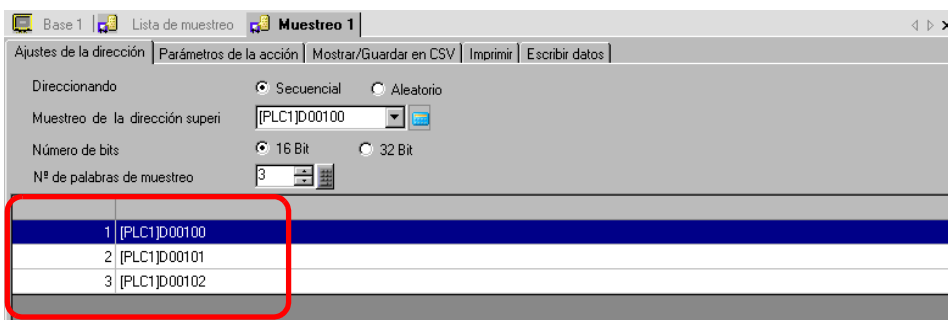 Base 1 Lista de muestreo Muestreo 1
Ajustes de la dirección Parámetros de la acción Mostrar/Guardar en CSV Imprimir Escribir datos
Direccionando Secuencial Aleatorio
Muestreo de la dirección superi [PLC1]D00100
Número de bits 16 Bit 32 Bit
Nº de palabras de muestreo 3
1 [PLC1]D00100
2 [PLC1]D00101
3 [PLC1]D00102